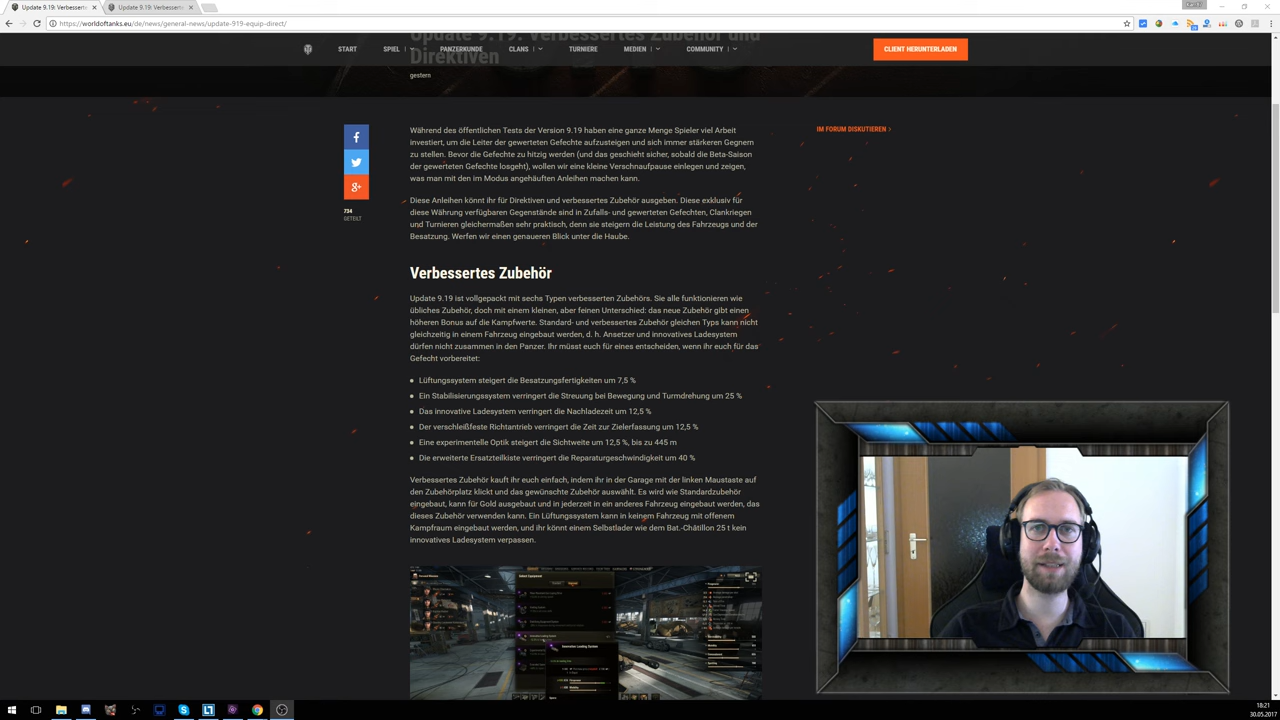 Update 9.19: Verbesser
Update 9.19: Verbesserte
https://worldoftanks.eu/de/news/general-news/update-919-equip-direct/
Update 9.19: Verbessertes Zubehör und
Direktiven
START
SPIEL
PANZERKUNDE
CLANS
TURNIERE
MEDIEN
COMMUNITY
CLIENT HERUNTERLADEN
gestern
734
GETEILT
Während des öffentlichen Tests der Version 9.19 haben eine ganze Menge Spieler viel Arbeit
investiert, um die Leiter der gewerteten Gefechte aufzusteigen und sich immer stärkeren Gegnern
zu stellen. Bevor die Gefechte zu hitzig werden (und das geschieht sicher, sobald die Beta-Saison
der gewerteten Gefechte losgeht), wollen wir eine kleine Verschnaufpause einlegen und zeigen,
was man mit den im Modus angehäuften Anleihen machen kann.
Diese Anleihen könnt ihr für Direktiven und verbessertes Zubehör ausgeben. Diese exklusiv für
diese Währung verfügbaren Gegenstände sind in Zufalls- und gewerteten Gefechten, Clankriegen
und Turnieren gleichermaßen sehr praktisch, denn sie steigern die Leistung des Fahrzeugs und der
Besatzung. Werfen wir einen genaueren Blick unter die Haube.
IM FORUM DISKUTIEREN
Verbessertes Zubehör
Update 9.19 ist vollgepackt mit sechs Typen verbesserten Zubehörs. Sie alle funktionieren wie
übliches Zubehör, doch mit einem kleinen, aber feinen Unterschied: das neue Zubehör gibt einen
höheren Bonus auf die Kampfwerte. Standard- und verbessertes Zubehör gleichen Typs kann nicht
gleichzeitig in einem Fahrzeug eingebaut werden, d. h. Ansetzer und innovatives Ladesystem
dürfen nicht zusammen in den Panzer. Ihr müsst euch für eines entscheiden, wenn ihr euch für das
Gefecht vorbereitet:
Lüftungssystem steigert die Besatzungsfertigkeiten um 7,5 %
Ein Stabilisierungssystem verringert die Streuung bei Bewegung und Turmdrehung um 25 %
Das innovative Ladesystem verringert die Nachladezeit um 12,5 %
Der verschleißfeste Richtantrieb verringert die Zeit zur Zielerfassung um 12,5 %
Eine experimentelle Optik steigert die Sichtweite um 12,5 %, bis zu 445 m
Die erweiterte Ersatzteilkiste verringert die Reparaturgeschwindigkeit um 40 %
Verbessertes Zubehör kauft ihr euch einfach, indem ihr in der Garage mit der linken Maustaste auf
den Zubehörplatz klickt und das gewünschte Zubehör auswählt. Es wird wie Standardzubehör
eingebaut, kann für Gold ausgebaut und in jederzeit in ein anderes Fahrzeug eingebaut werden, das
dieses Zubehör verwenden kann. Ein Lüftungssystem kann in keinem Fahrzeug mit offenem
Kampfraum eingebaut werden, und ihr könnt einem Selbstlader wie dem Bat.-Châtillon 25 t kein
innovatives Ladesystem verpassen.
18:21
30.05.2017